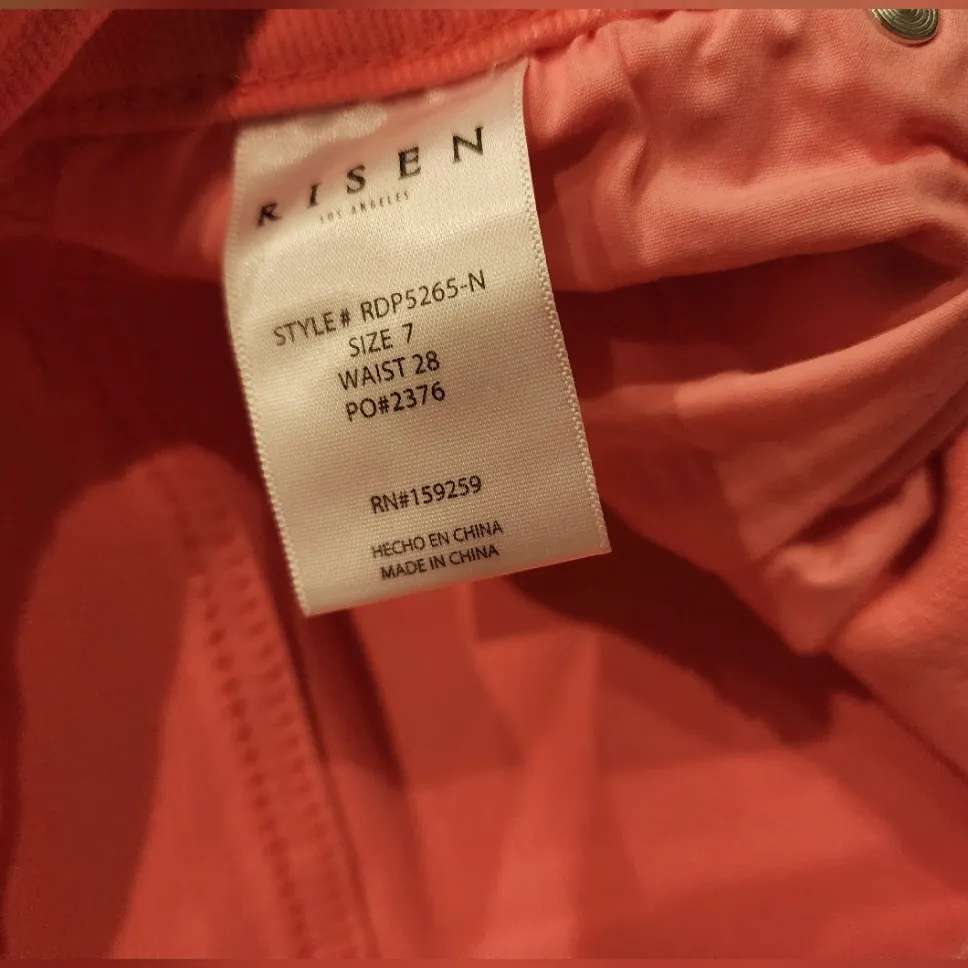 RISEN
LOS ANGELES
STYLE# RDP5265-N
SIZE 7
WAIST 28
PO#2376
RN#159259
HECHO EN CHINA
MADE IN CHINA